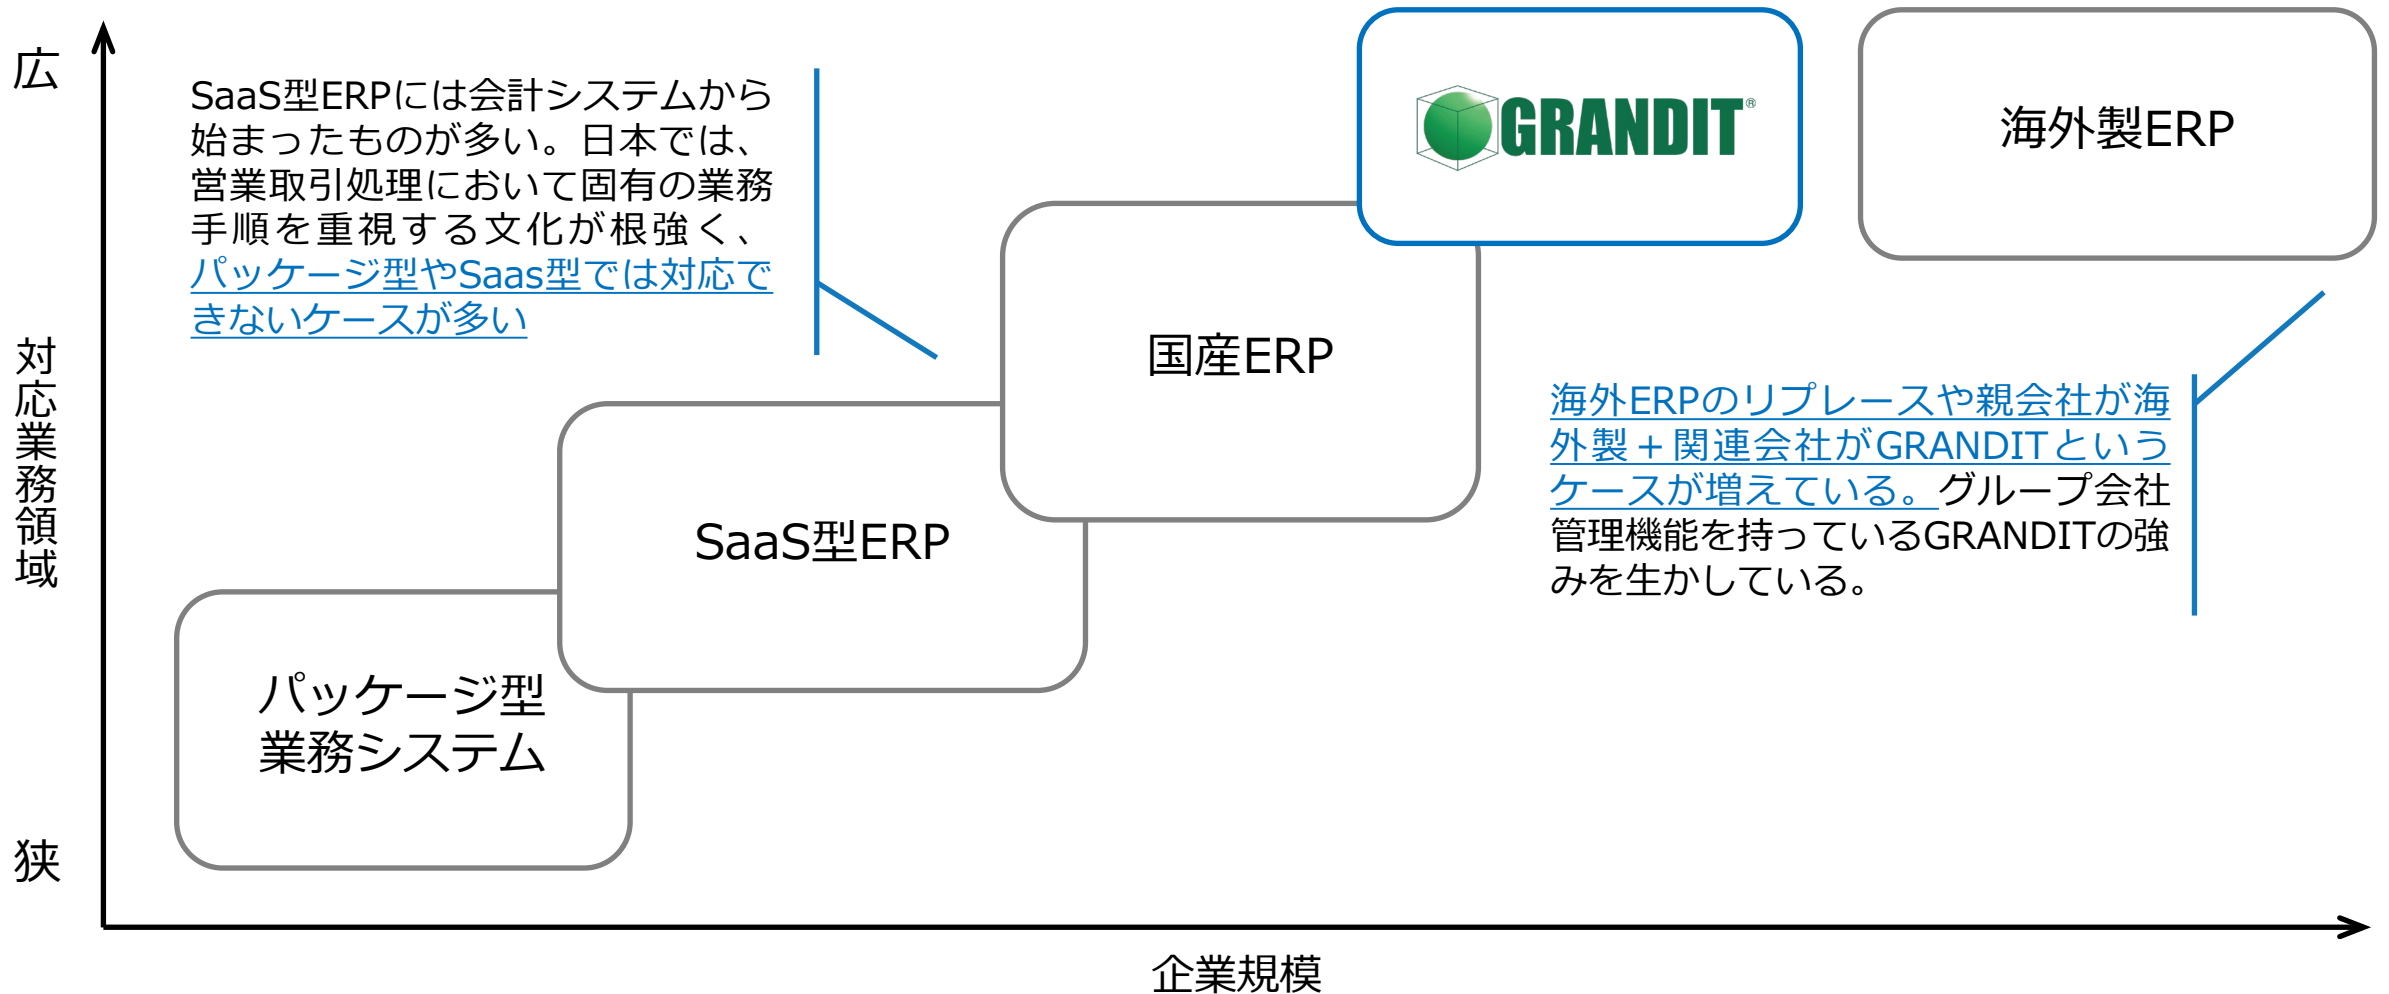 広
SaaS型ERPには会計システムから
始まったものが多い。日本では、
営業取引処理において固有の業務
手順を重視する文化が根強く、
パッケージ型やSaas型では対応で
きないケースが多い
GRANDIT®
海外製ERP
国産ERP
対応業務領域
海外ERPのリプレースや親会社が海
外製+関連会社がGRANDITという
ケースが増えている。グループ会社
管理機能を持っているGRANDITの強
みを生かしている。
SaaS型ERP
パッケージ型
業務システム
狭
企業規模